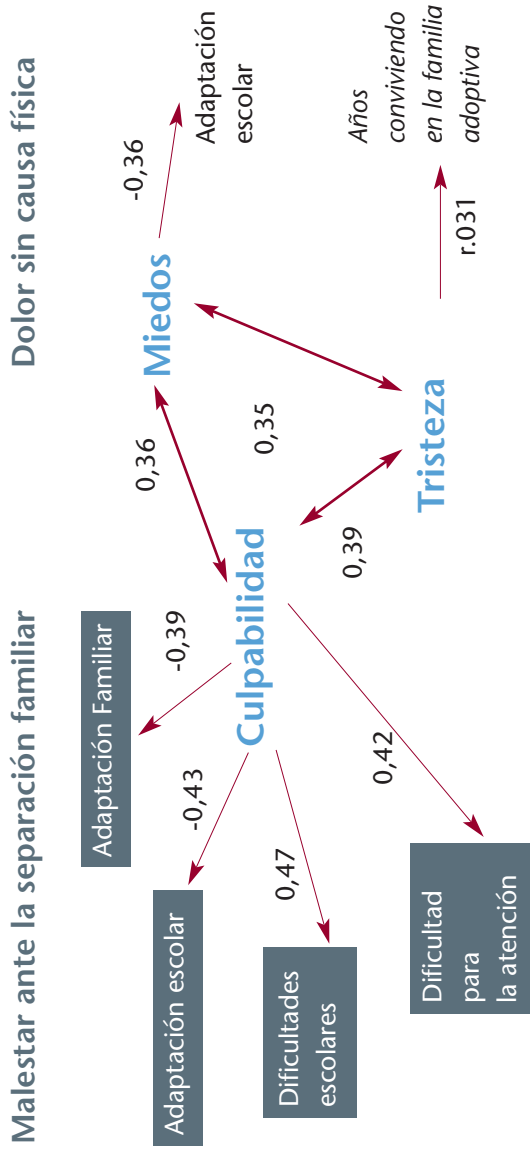 Malestar ante la separación familiar
Dolor sin causa física
Adaptación Familiar
-0,39
Adaptación escolar
-0,43
Dificultades
escolares
0,47
Dificultad
para
la atención
0,42
Culpabilidad
0,36
Miedos
-0,36
Adaptación
escolar
0,35
0,39
Tristeza
r.031
Años
conviviendo
en la familia
adoptiva